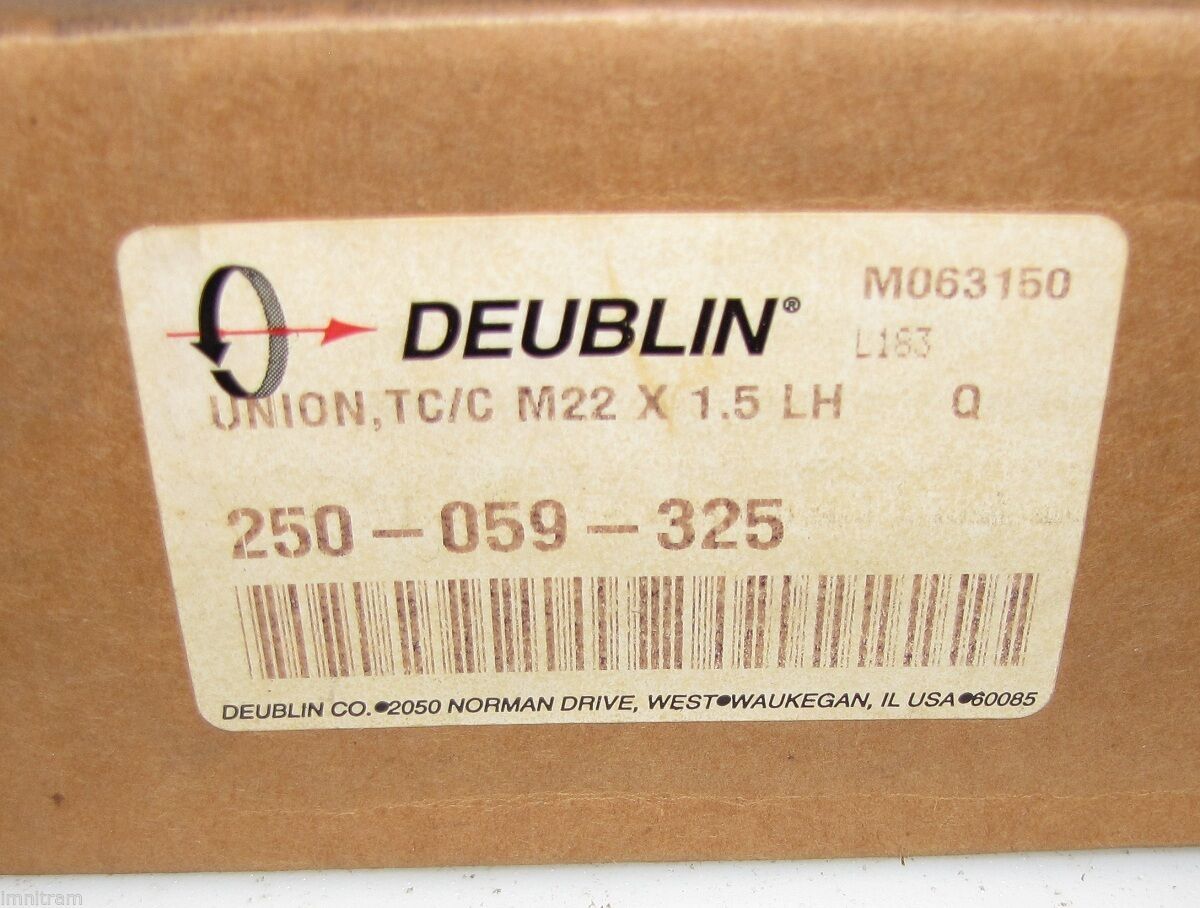 DEUBLIN®
M063150
L163
UNION,TC/C M22 X 1.5 LH Q
250-059-325
DEUBLIN CO.●2050 NORMAN DRIVE, WEST●WAUKEGAN, IL USA●60085
imnitram